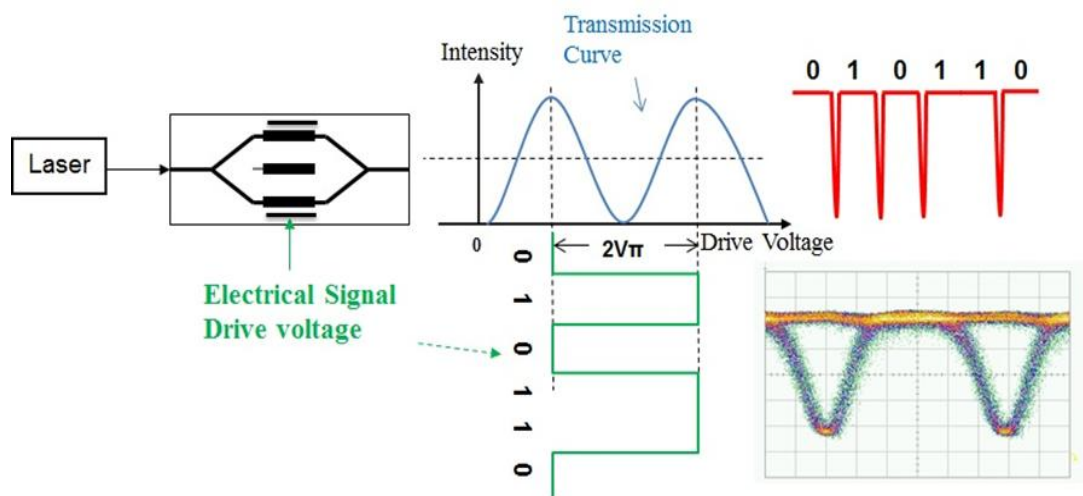 Laser
Electrical Signal
Drive voltage
Intensity
Transmission
Curve
0
2Vπ
Drive Voltage
0
1
0
1
1
0
0 1 0 1 1 0